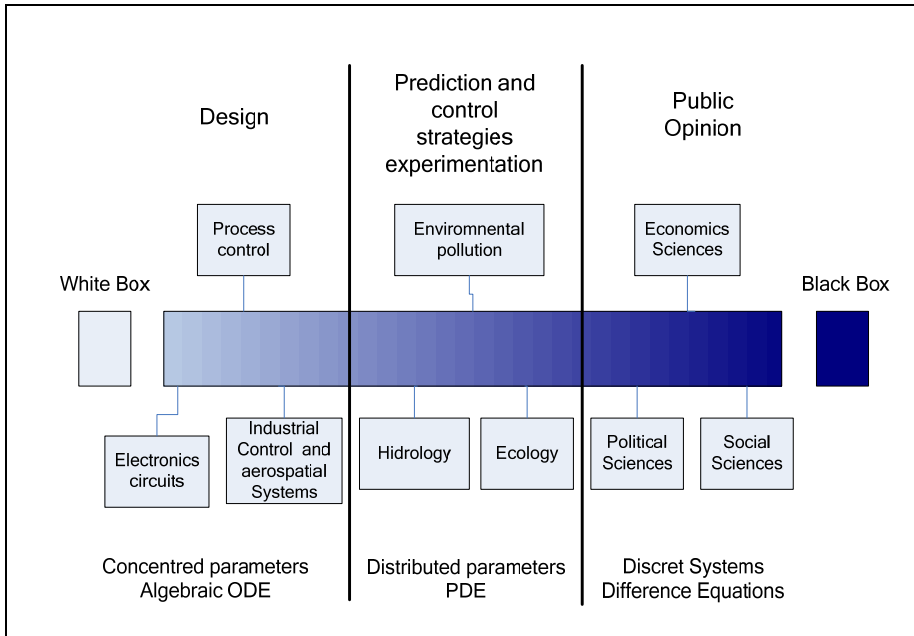 Design
Prediction and
control
strategies
experimentation
Public
Opinion
Process
control
Enviromnental
pollution
Economics
Sciences
White Box
Black Box
Electronics
circuits
Industrial
Control and
aerospatial
Systems
Hidrology
Ecology
Political
Sciences
Social
Sciences
Concentred parameters
Algebraic ODE
Distributed parameters
PDE
Discret Systems
Difference Equations